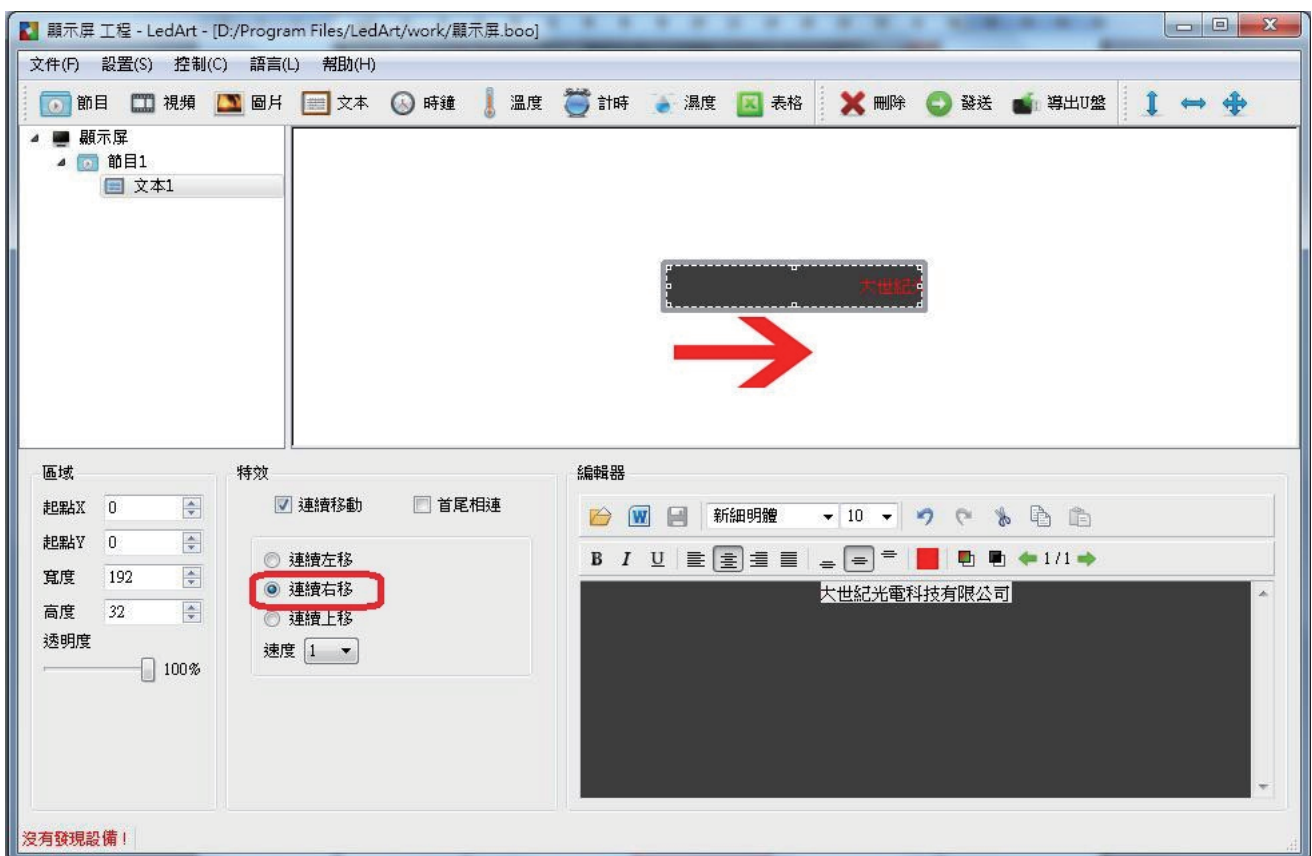 顯示屏 工程 - LedArt - [D:/Program Files/LedArt/work/顯示屏.boo]
文件(F) 設置(S) 控制(C) 語言(L) 幫助(H)
節目 視頻 圖片 文本 時鐘 溫度 計時 濕度 表格 刪除 發送 導出U盤
顯示屏
節目1
文本1
大世紀
區域
起點X 0
起點Y 0
寬度 192
高度 32
透明度
100%
特效
連續移動 首尾相連
連續左移
連續右移
連續上移
速度 1
編輯器
新細明體 10
B I U 1/1
大世紀光電科技有限公司
沒有發現設備！